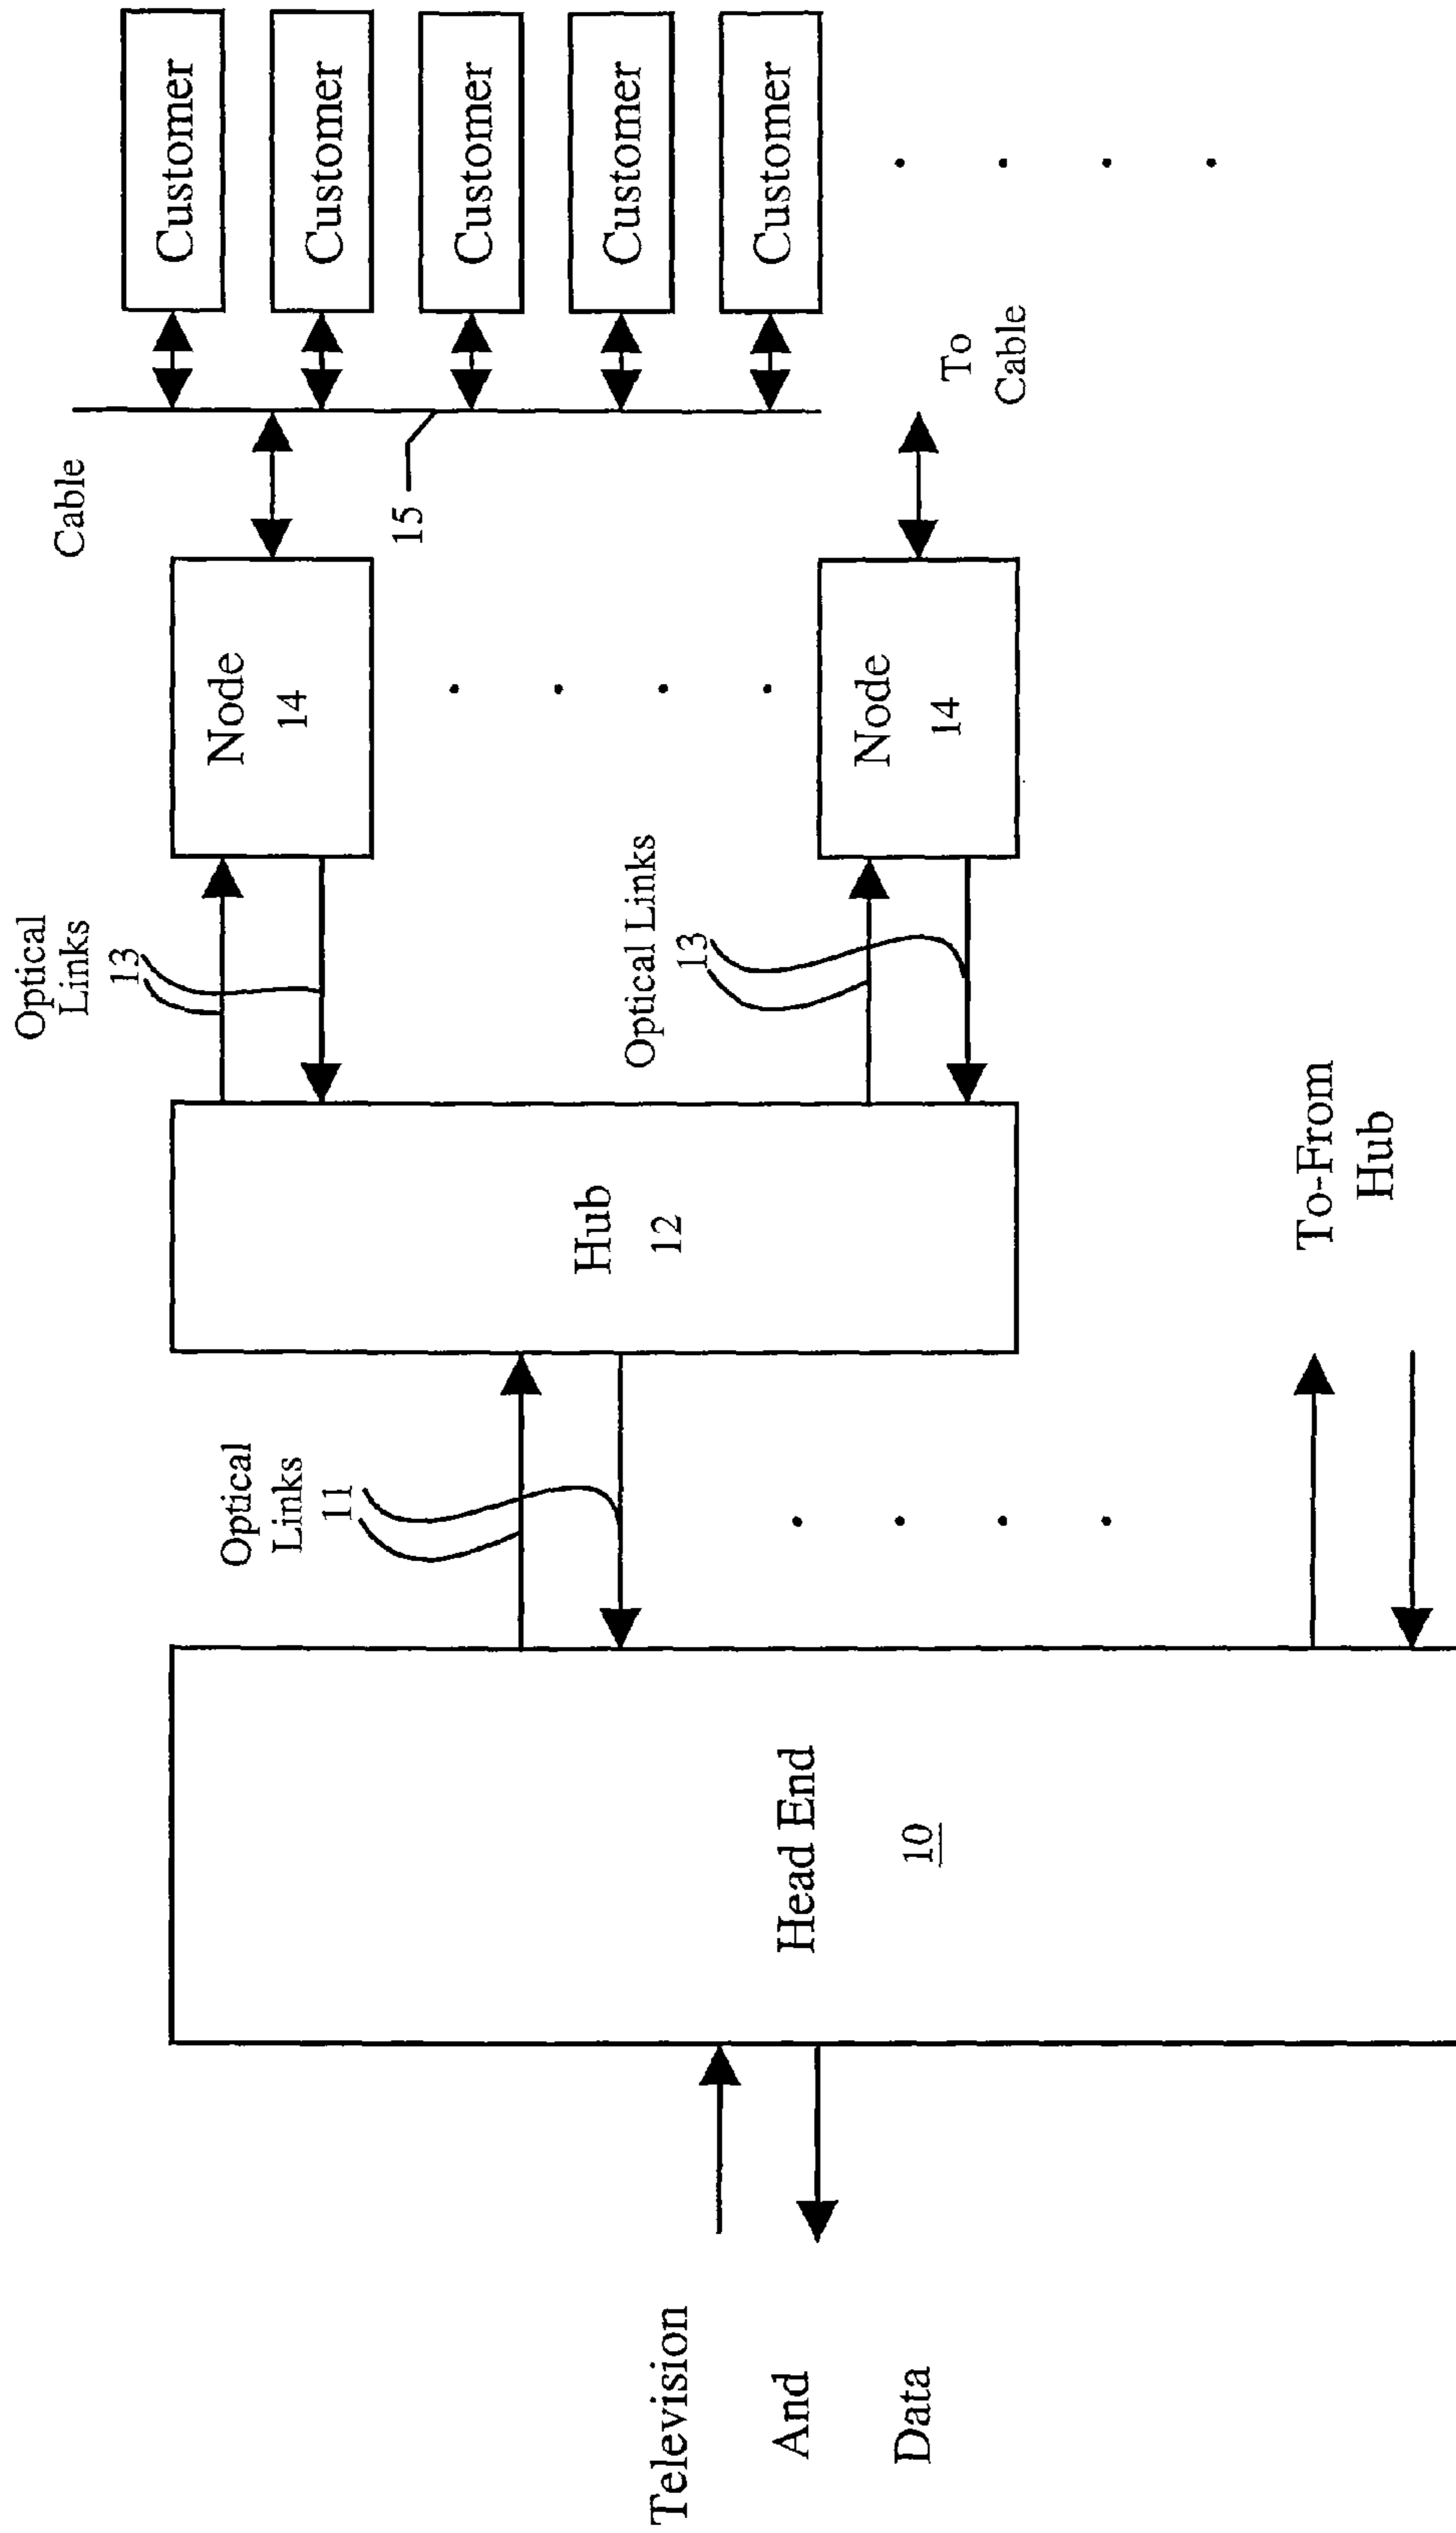 Television
And
Data
Head End
10
Optical
Links
11
To-From
Hub
Hub
12
Optical
Links
13
Optical Links
13
Node
14
Node
14
Cable
15
To
Cable
Customer
Customer
Customer
Customer
Customer